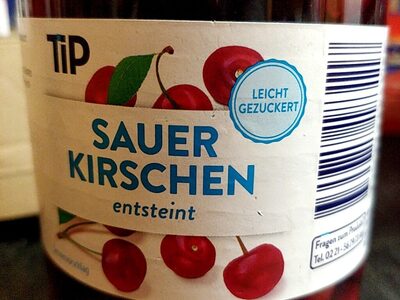 TiP
LEICHT
GEZUCKERT
SAUER
KIRSCHEN
entsteint
Fragen zum
Tel. 02 21 -